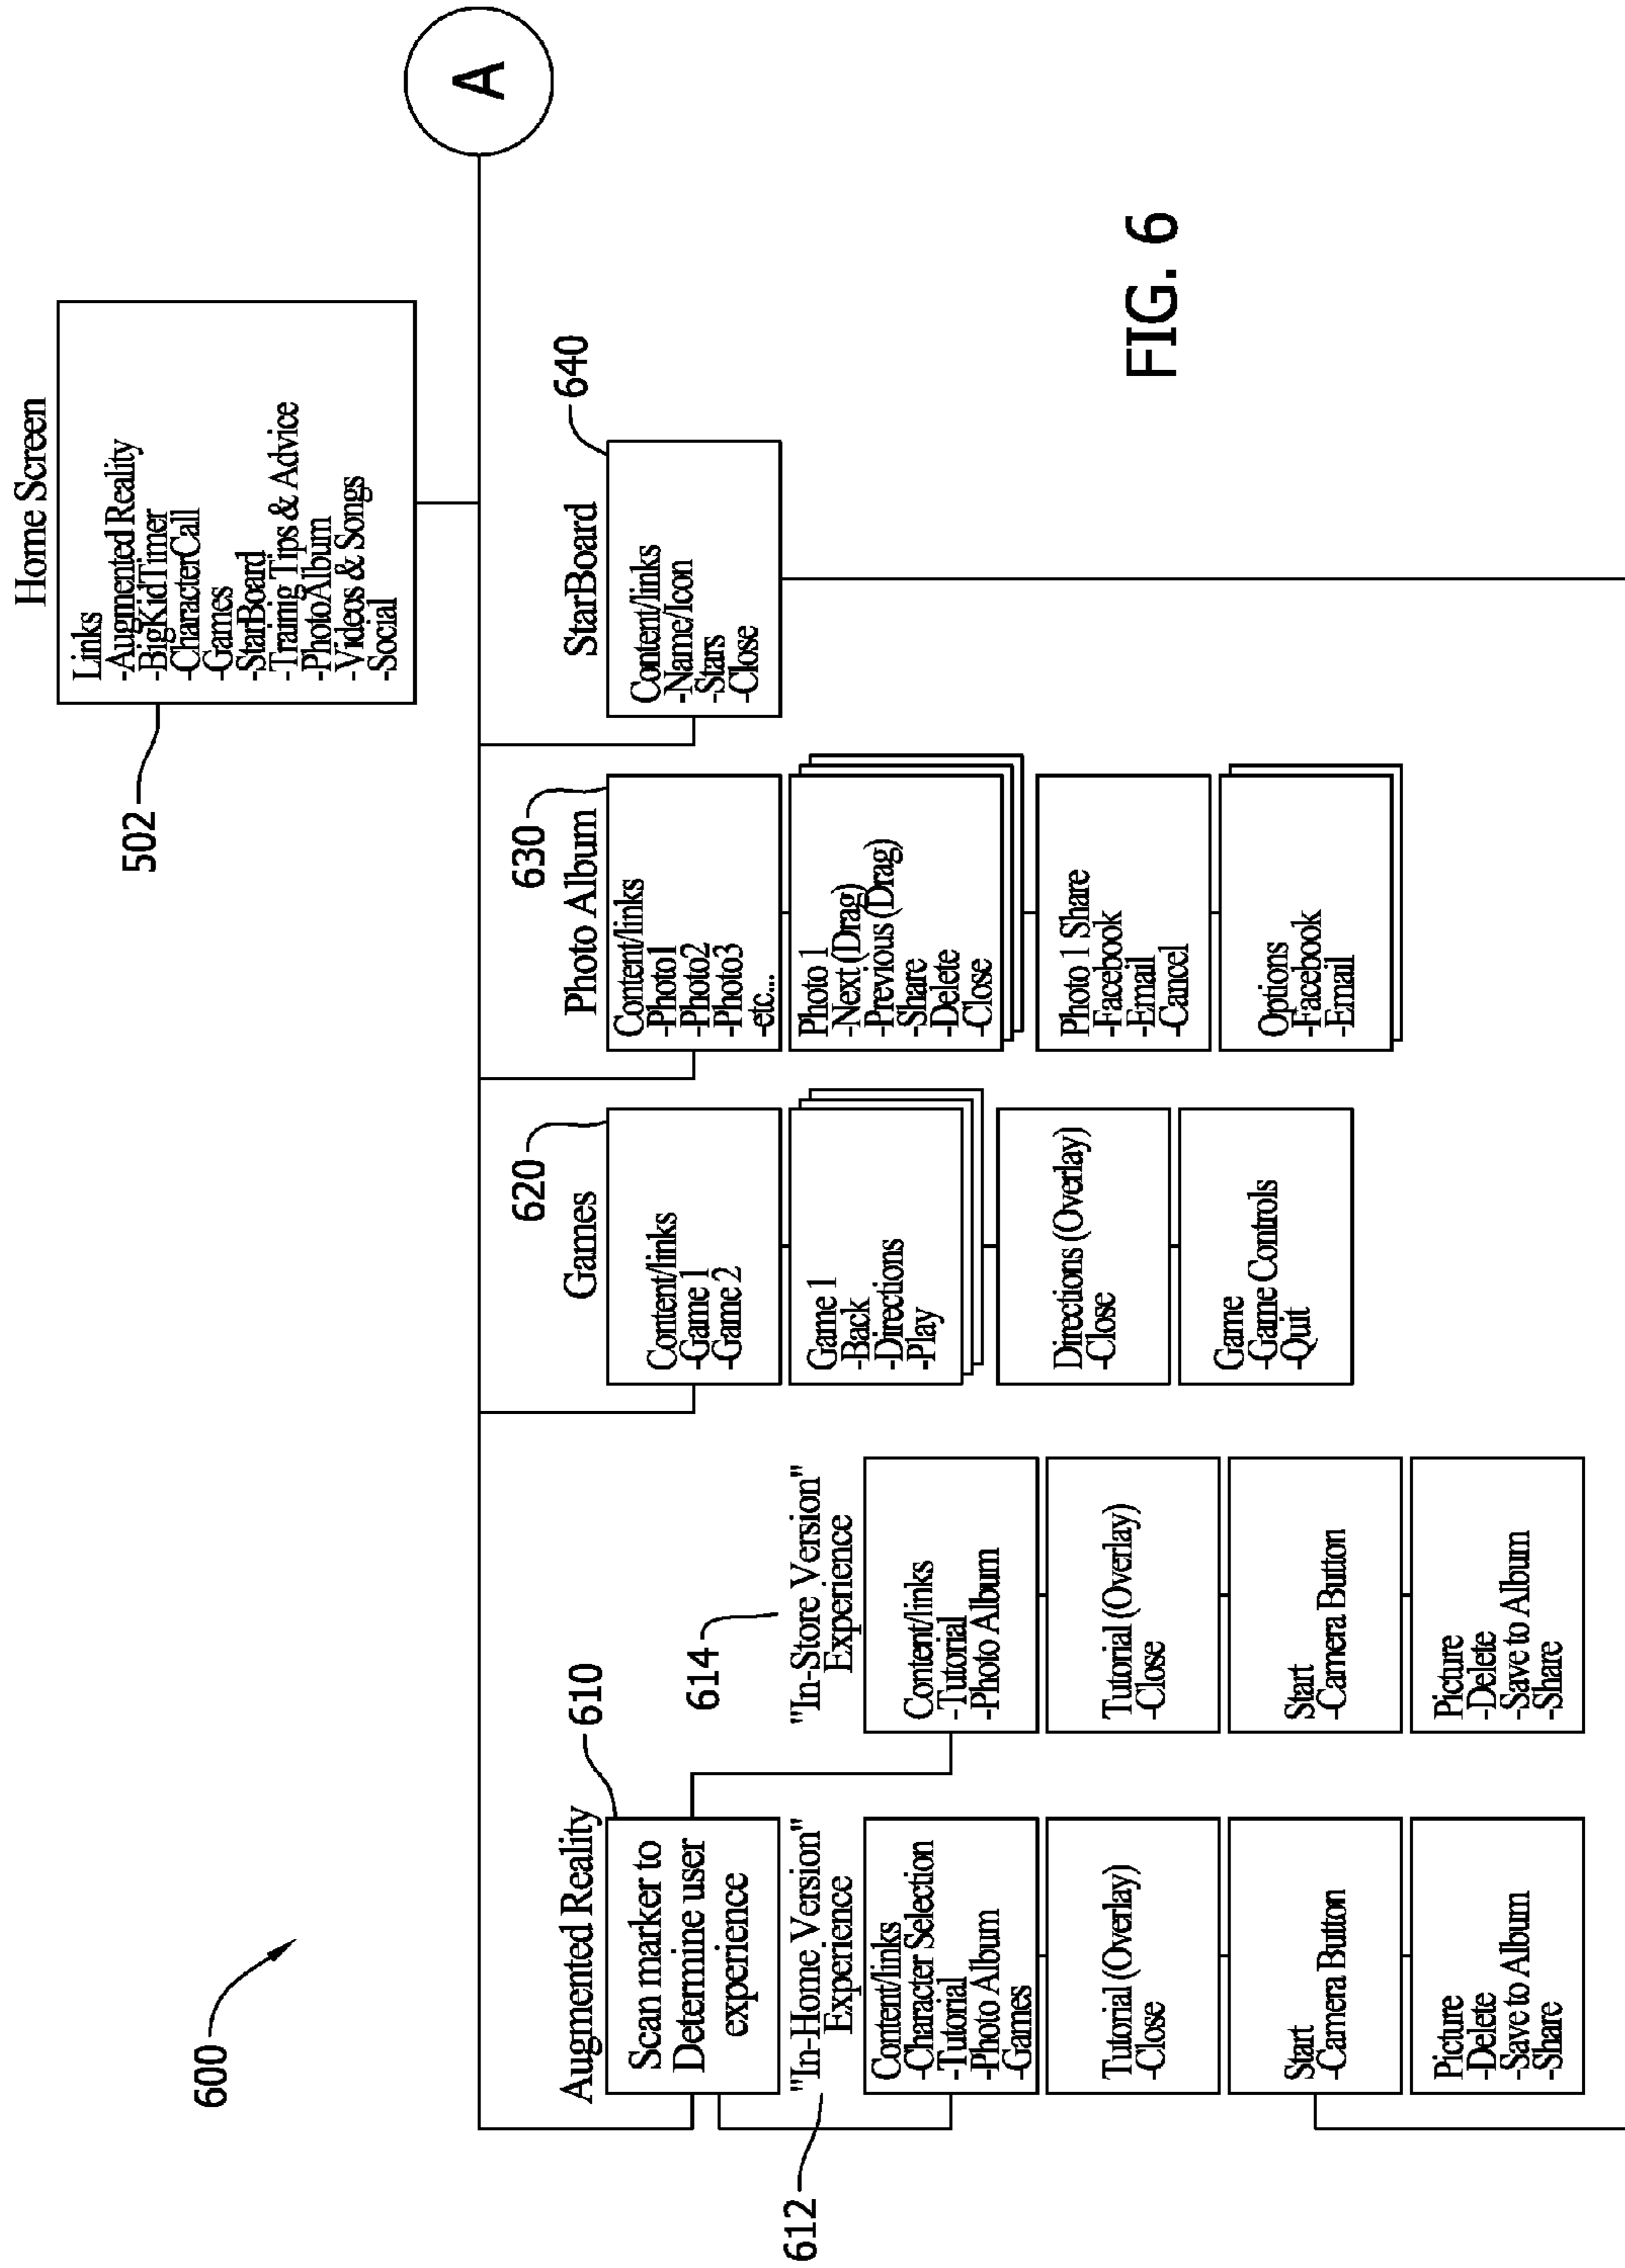 600
Home Screen
502
Links
-Augmented Reality
-BigKidTimer
-CharacterCall
-Games
-StarBoard
-Training Tips & Advice
-PhotoAlbum
-Videos & Songs
-Social
A
Augmented Reality
610
Scan marker to
Determine user
experience
612
"In-Home Version"
Experience
Content/links
-Character Selection
-Tutorial
-Photo Album
-Games
Tutorial (Overlay)
-Close
Start
-Camera Button
Picture
-Delete
-Save to Album
-Share
614
"In-Store Version"
Experience
Content/links
-Tutorial
-Photo Album
Tutorial (Overlay)
-Close
Start
-Camera Button
Picture
-Delete
-Save to Album
-Share
Games
620
Content/links
-Game 1
-Game 2
Game 1
-Back
-Directions
-Play
Directions (Overlay)
-Close
Game
-Game Controls
-Quit
Photo Album
630
Content/links
-Photo1
-Photo2
-Photo3
-etc...
Photo 1
-Next (Drag)
-Previous (Drag)
-Share
-Delete
-Close
Photo 1 Share
-Facebook
-Email
-Cancel
Options
-Facebook
-Email
StarBoard
640
Content/links
-Name/Icon
-Stars
-Close
FIG. 6